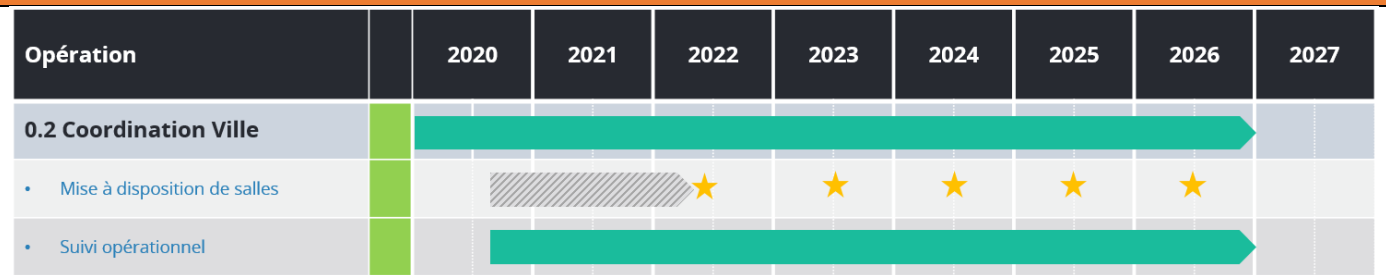 Opération 2020 2021 2022 2023 2024 2025 2026 2027
0.2 Coordination Ville
• Mise à disposition de salles
• Suivi opérationnel